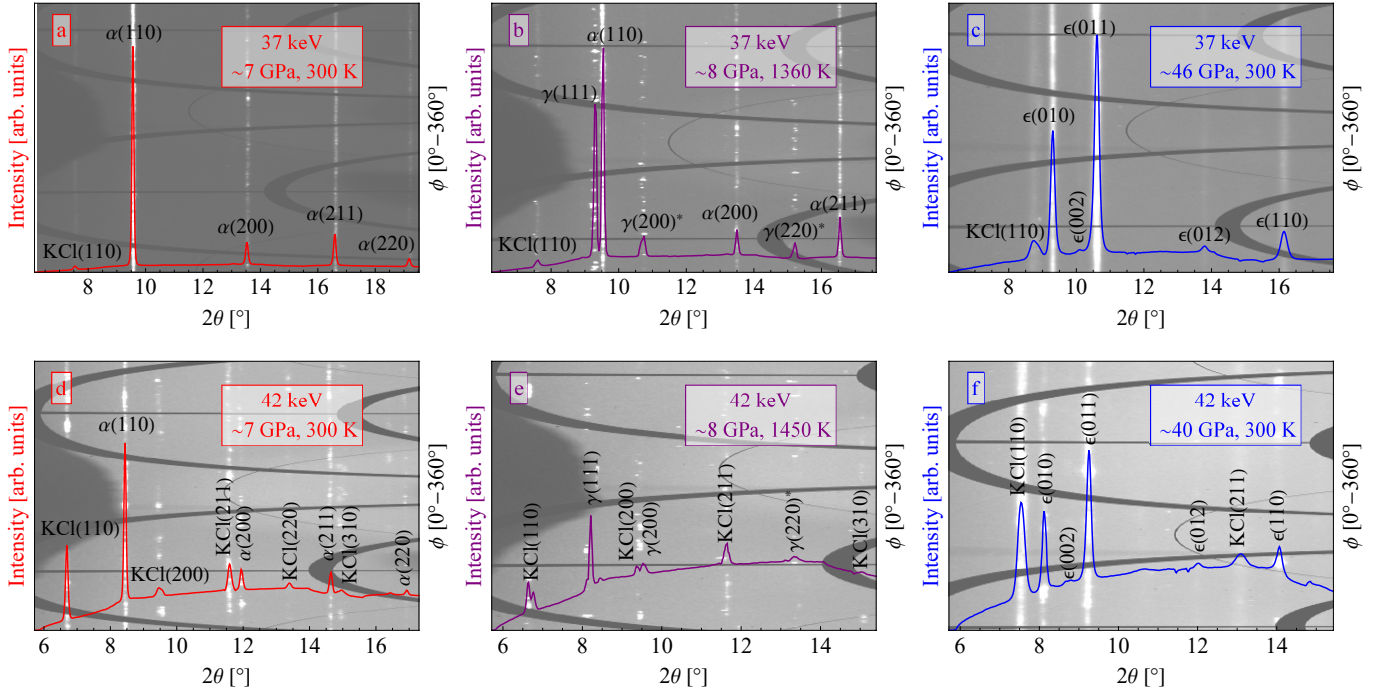 a
α(110)
37 keV
~7 GPa, 300 K
KCl(110)
α(200)
α(211)
α(220)
Intensity [arb. units]
ϕ [0°−360°]
8 10 12 14 16 18
2θ [°]
b
α(110)
37 keV
~8 GPa, 1360 K
γ(111)
KCl(110)
γ(200)*
α(200)
γ(220)*
α(211)
Intensity [arb. units]
ϕ [0°−360°]
8 10 12 14 16
2θ [°]
c
ϵ(011)
37 keV
~46 GPa, 300 K
ϵ(010)
KCl(110)
ϵ(002)
ϵ(012)
ϵ(110)
Intensity [arb. units]
ϕ [0°−360°]
8 10 12 14 16
2θ [°]
d
42 keV
~7 GPa, 300 K
α(110)
KCl(110)
KCl(200)
KCl(211)
α(200)
KCl(220)
α(211)
KCl(310)
α(220)
Intensity [arb. units]
ϕ [0°−360°]
6 8 10 12 14 16
2θ [°]
e
42 keV
~8 GPa, 1450 K
KCl(110)
γ(111)
KCl(200)
γ(200)
KCl(211)
γ(220)*
KCl(310)
Intensity [arb. units]
ϕ [0°−360°]
6 8 10 12 14
2θ [°]
f
42 keV
~40 GPa, 300 K
KCl(110)
ϵ(010)
ϵ(002)
ϵ(011)
ϵ(012)
KCl(211)
ϵ(110)
Intensity [arb. units]
ϕ [0°−360°]
6 8 10 12 14
2θ [°]